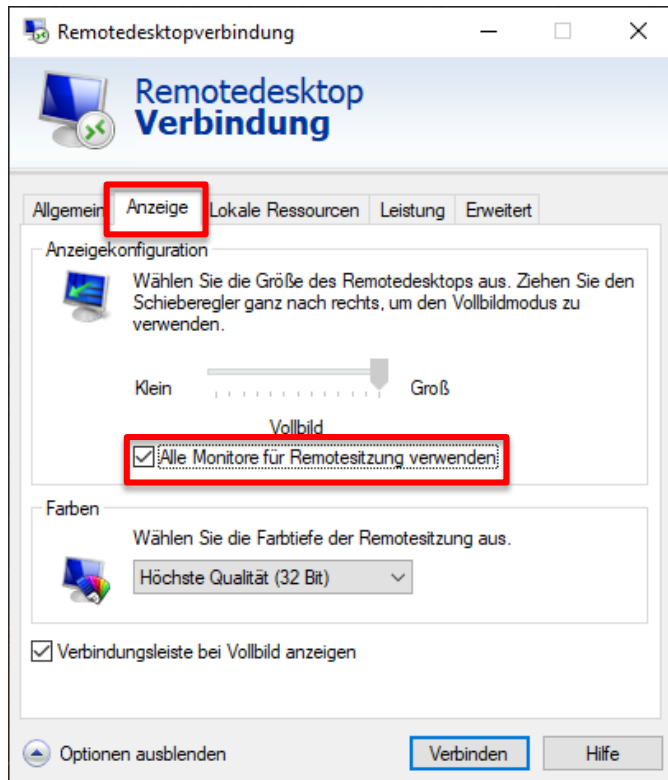 Remotedesktopverbindung
Remotedesktop
Verbindung
Allgemein Anzeige Lokale Ressourcen Leistung Erweitert
Anzeigekonfiguration
Wählen Sie die Größe des Remotedesktops aus. Ziehen Sie den
Schieberegler ganz nach rechts, um den Vollbildmodus zu
verwenden.
Klein Groß
Vollbild
Alle Monitore für Remotesitzung verwenden
Farben
Wählen Sie die Farbtiefe der Remotesitzung aus.
Höchste Qualität (32 Bit)
Verbindungsleiste bei Vollbild anzeigen
Optionen ausblenden Verbinden Hilfe